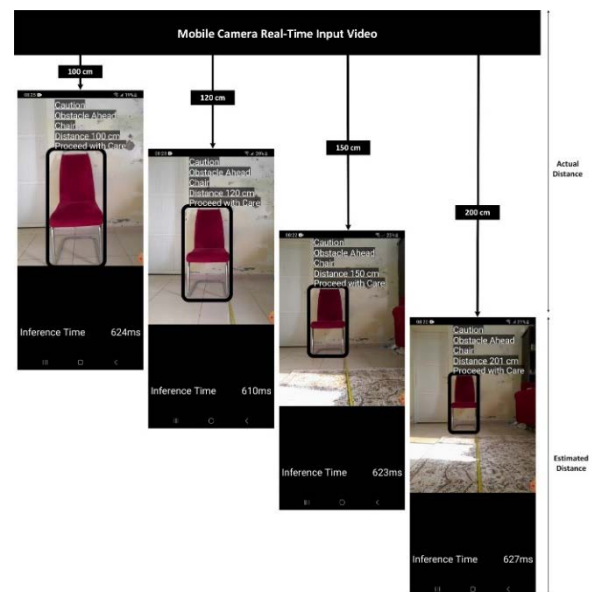 Mobile Camera Real-Time Input Video
100 cm
120 cm
150 cm
200 cm
Actual
Distance
Caution
Obstacle Ahead
Chair
Distance 100 cm
Proceed with Care
Inference Time 624ms
Caution
Obstacle Ahead
Chair
Distance 120 cm
Proceed with Care
Inference Time 610ms
Caution
Obstacle Ahead
Chair
Distance 150 cm
Proceed with Care
Inference Time 623ms
Caution
Obstacle Ahead
Chair
Distance 201 cm
Proceed with Care
Inference Time 627ms
Estimated
Distance